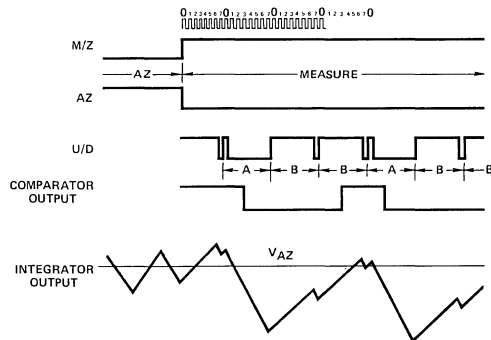 0 1 2 3 4 5 6 7 0 1 2 3 4 5 6 7 0 1 2 3 4 5 6 7 0 1 2 3 4 5 6 7 0
M/Z
AZ MEASURE
AZ
U/D
A B B A B B
COMPARATOR
OUTPUT
VAZ
INTEGRATOR
OUTPUT